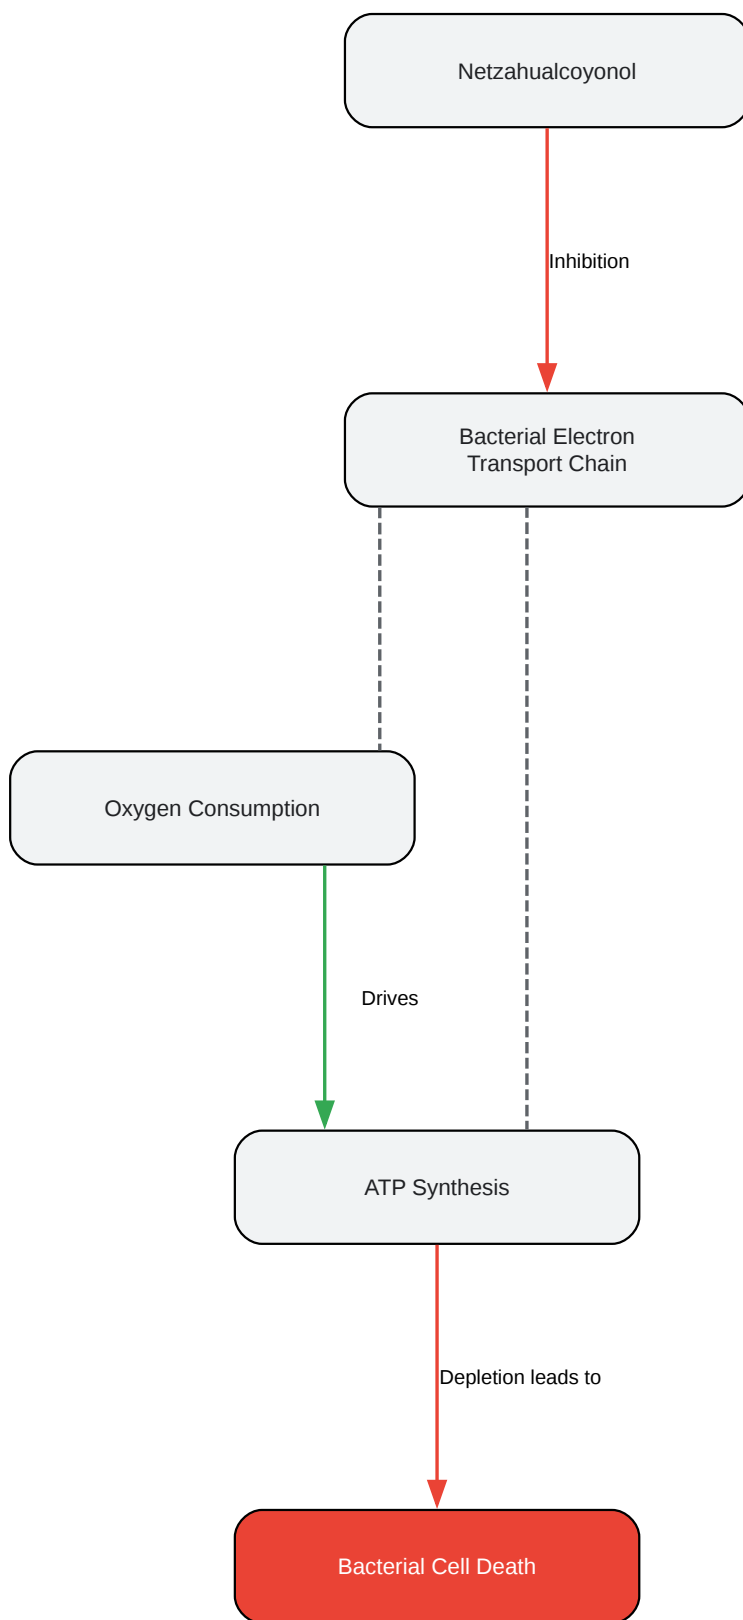 Netzahualcoyonol
Inhibition
Bacterial Electron
Transport Chain
Oxygen Consumption
Drives
ATP Synthesis
Depletion leads to
Bacterial Cell Death